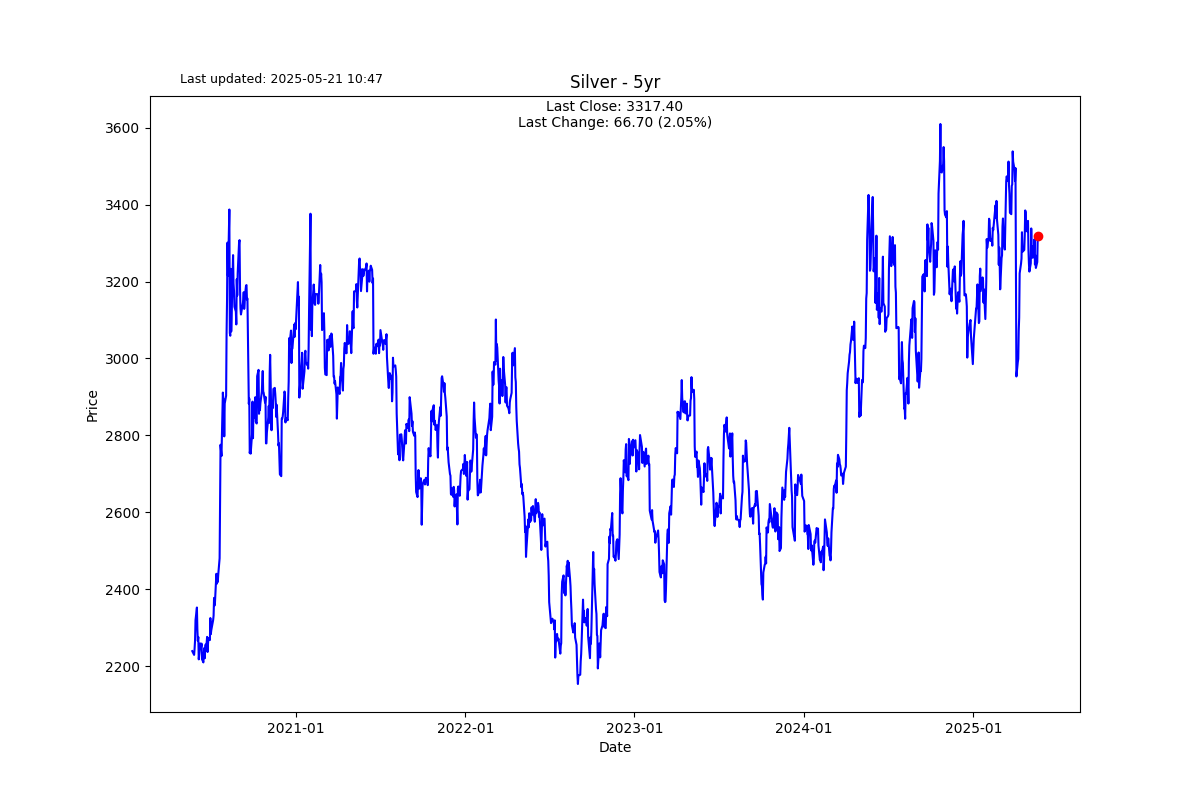 Last updated: 2025-05-21 10:47
Silver - 5yr
Last Close: 3317.40
Last Change: 66.70 (2.05%)
3600
3400
3200
3000
2800
2600
2400
2200
Price
2021-01
2022-01
2023-01
2024-01
2025-01
Date